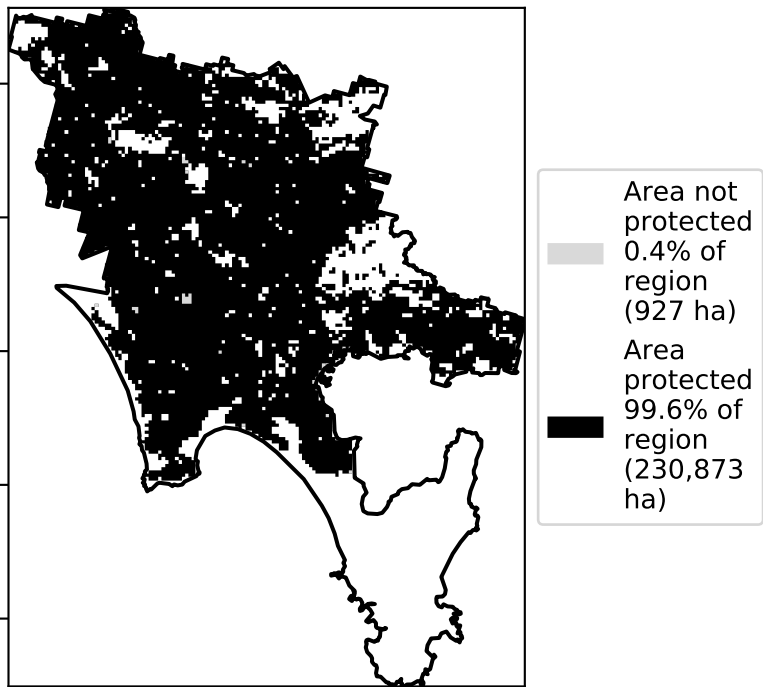 Area not
protected
0.4% of
region
(927 ha)
Area
protected
99.6% of
region
(230,873
ha)